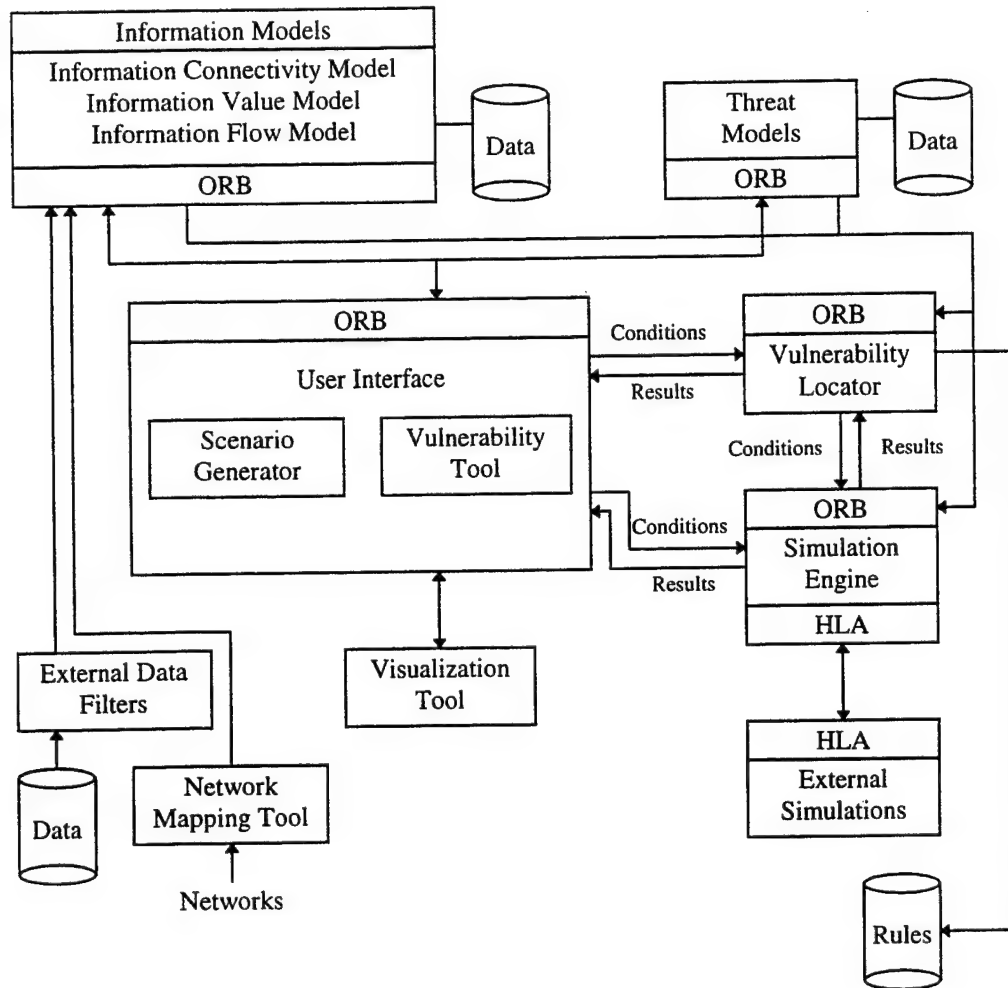 Information Models
Information Connectivity Model
Information Value Model
Information Flow Model
ORB
Data
Threat
Models
ORB
Data
ORB
User Interface
Scenario
Generator
Vulnerability
Tool
Conditions
Results
ORB
Vulnerability
Locator
Conditions
Results
Conditions
Results
ORB
Simulation
Engine
HLA
External Data
Filters
Visualization
Tool
HLA
External
Simulations
Data
Network
Mapping Tool
Networks
Rules